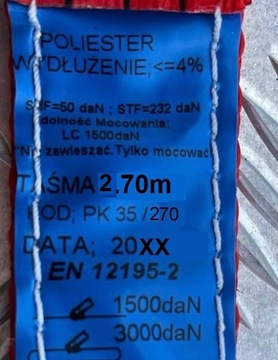 POLIESTER
WYDŁUŻENIE;<=4%
SHF=50 daN ; STF=232 daN
Zdolność Mocowania:
LC 1500daN
*Nie zawieszać.Tylko mocować
TAŚMA 2.70m
KOD; PK 35 /270
DATA; 20XX
EN 12195-2
1500daN
3000daN